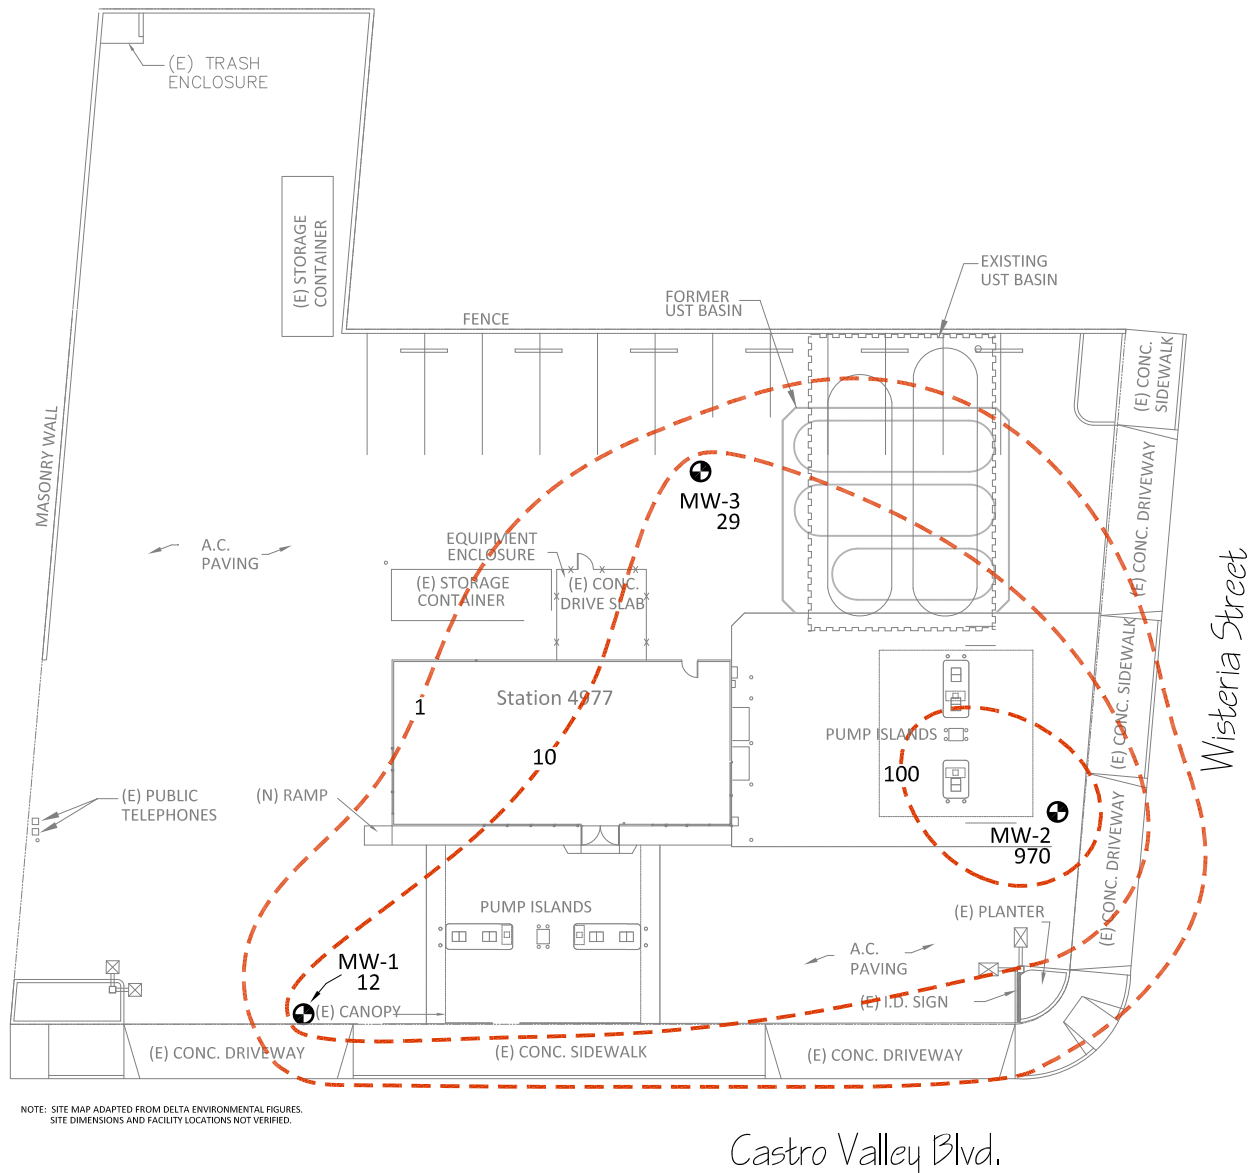 (E) TRASH
ENCLOSURE
(E) STORAGE
CONTAINER
EXISTING
UST BASIN
FORMER
UST BASIN
FENCE
(E) CONC.
SIDEWALK
MASONRY WALL
MW-3
29
(E) CONC. DRIVEWAY
EQUIPMENT
ENCLOSURE
A.C.
PAVING
(E) STORAGE
CONTAINER
(E) CONC.
DRIVE SLAB
Wisteria Street
(E) CONC. SIDEWALK
Station 4977
1
10
PUMP ISLANDS
100
(E) PUBLIC
TELEPHONES
(N) RAMP
MW-2
970
(E) CONC. DRIVEWAY
PUMP ISLANDS
(E) PLANTER
MW-1
12
A.C.
PAVING
(E) CANOPY
(E) I.D. SIGN
(E) CONC. DRIVEWAY
(E) CONC. SIDEWALK
(E) CONC. DRIVEWAY
NOTE: SITE MAP ADAPTED FROM DELTA ENVIRONMENTAL FIGURES.
SITE DIMENSIONS AND FACILITY LOCATIONS NOT VERIFIED.
Castro Valley Blvd.